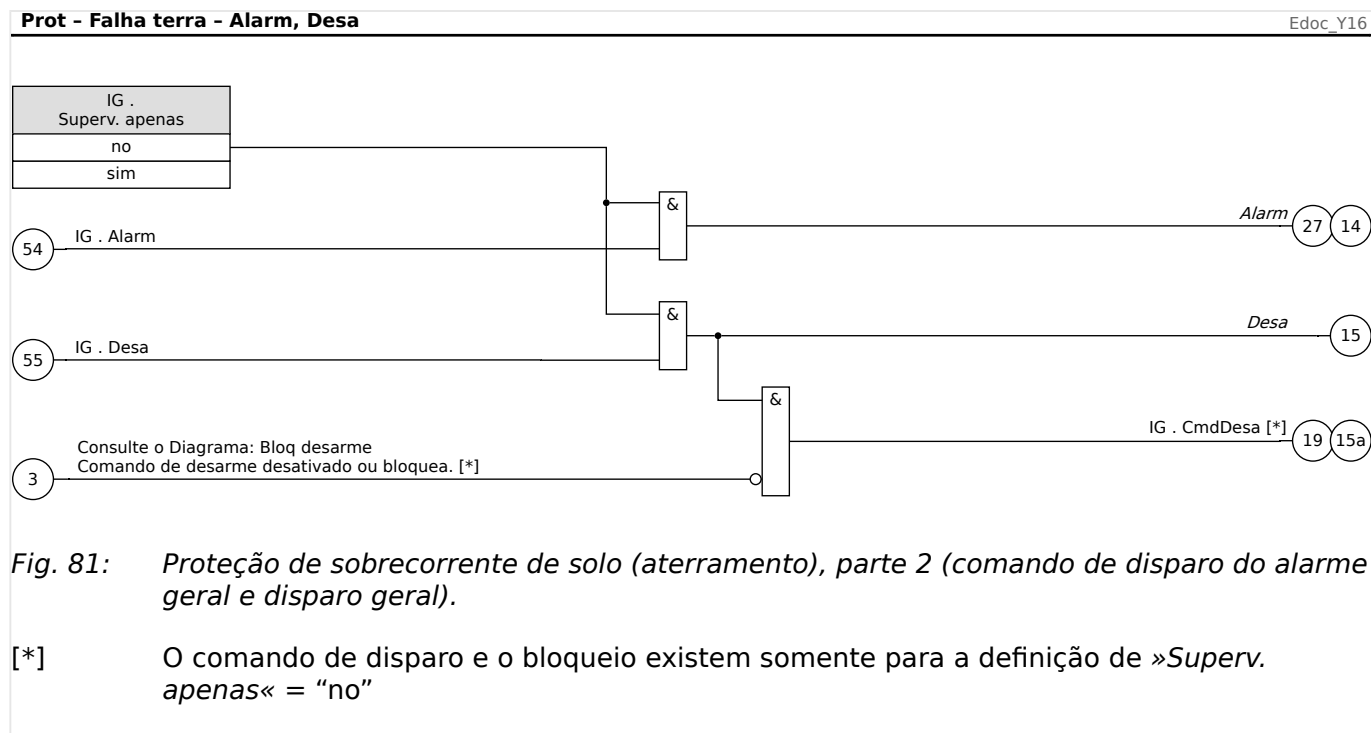 Prot – Falha terra – Alarm, Desa
Edoc_Y16
IG .
Superv. apenas
no
sim
&
Alarm
27 14
54
IG . Alarm
&
Desa
15
55
IG . Desa
&
IG . CmdDesa [*]
19 15a
Consulte o Diagrama: Bloq desarme
Comando de desarme desativado ou bloquea. [*]
3
Fig. 81: Proteção de sobrecorrente de solo (aterramento), parte 2 (comando de disparo do alarme
geral e disparo geral).
[*] O comando de disparo e o bloqueio existem somente para a definição de »Superv.
apenas« = “no”